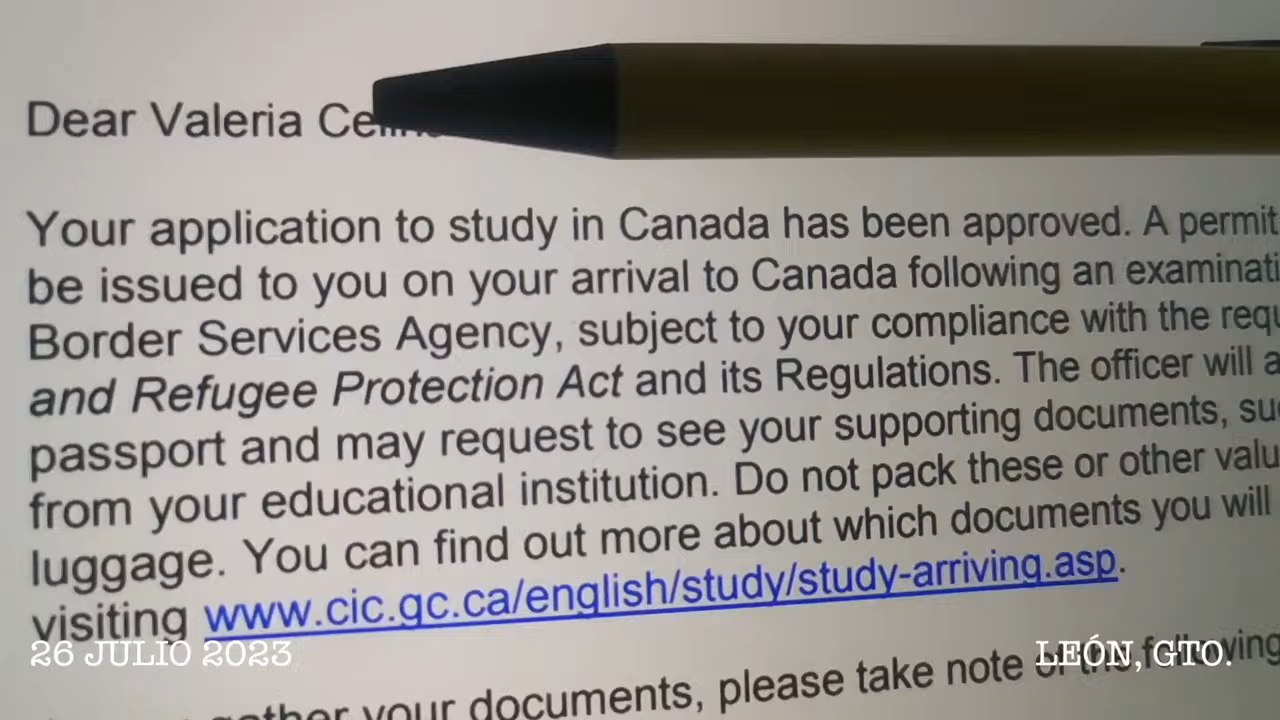 Dear Valeria
Your application to study in Canada has been approved. A permit
be issued to you on your arrival to Canada following an
Border Services Agency, subject to your compliance with the
and Refugee Protection Act and its Regulations. The officer will
passport and may request to see your supporting documents,
from your educational institution. Do not pack these or other
luggage. You can find out more about which documents you will
visiting www.cic.gc.ca/english/study/study-arriving.asp.
26 JULIO 2023
LEÓN, GTO.
your documents, please take note